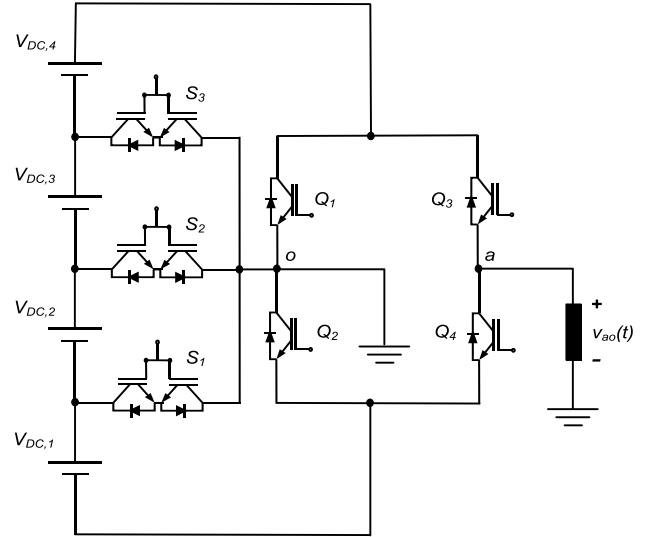 V_DC,4
S_3
V_DC,3
Q_1
Q_3
S_2
o
a
V_DC,2
+
Q_2
Q_4
v_ao(t)
-
S_1
V_DC,1